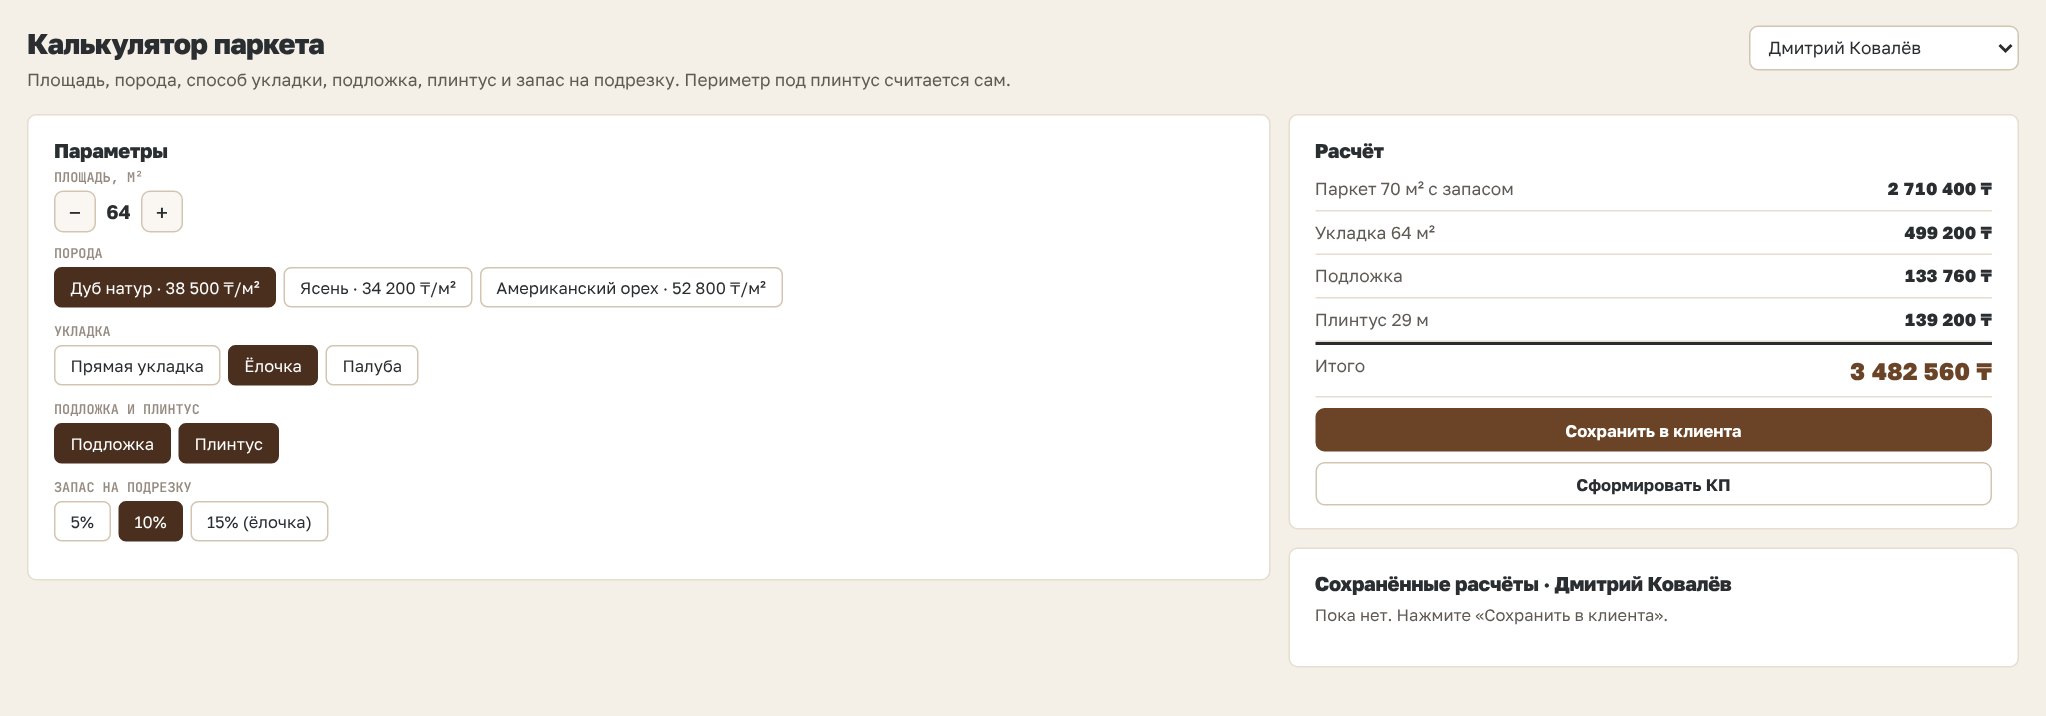 Калькулятор паркета
Площадь, порода, способ укладки, подложка, плинтус и запас на подрезку. Периметр под плинтус считается сам.
Дмитрий Ковалёв
Параметры
ПЛОЩАДЬ, М²
− 64 +
ПОРОДА
Дуб натур · 38 500 ₸/м² Ясень · 34 200 ₸/м² Американский орех · 52 800 ₸/м²
УКЛАДКА
Прямая укладка Ёлочка Палуба
ПОДЛОЖКА И ПЛИНТУС
Подложка Плинтус
ЗАПАС НА ПОДРЕЗКУ
5% 10% 15% (ёлочка)
Расчёт
Паркет 70 м² с запасом 2 710 400 ₸
Укладка 64 м² 499 200 ₸
Подложка 133 760 ₸
Плинтус 29 м 139 200 ₸
Итого 3 482 560 ₸
Сохранить в клиента
Сформировать КП
Сохранённые расчёты · Дмитрий Ковалёв
Пока нет. Нажмите «Сохранить в клиента».